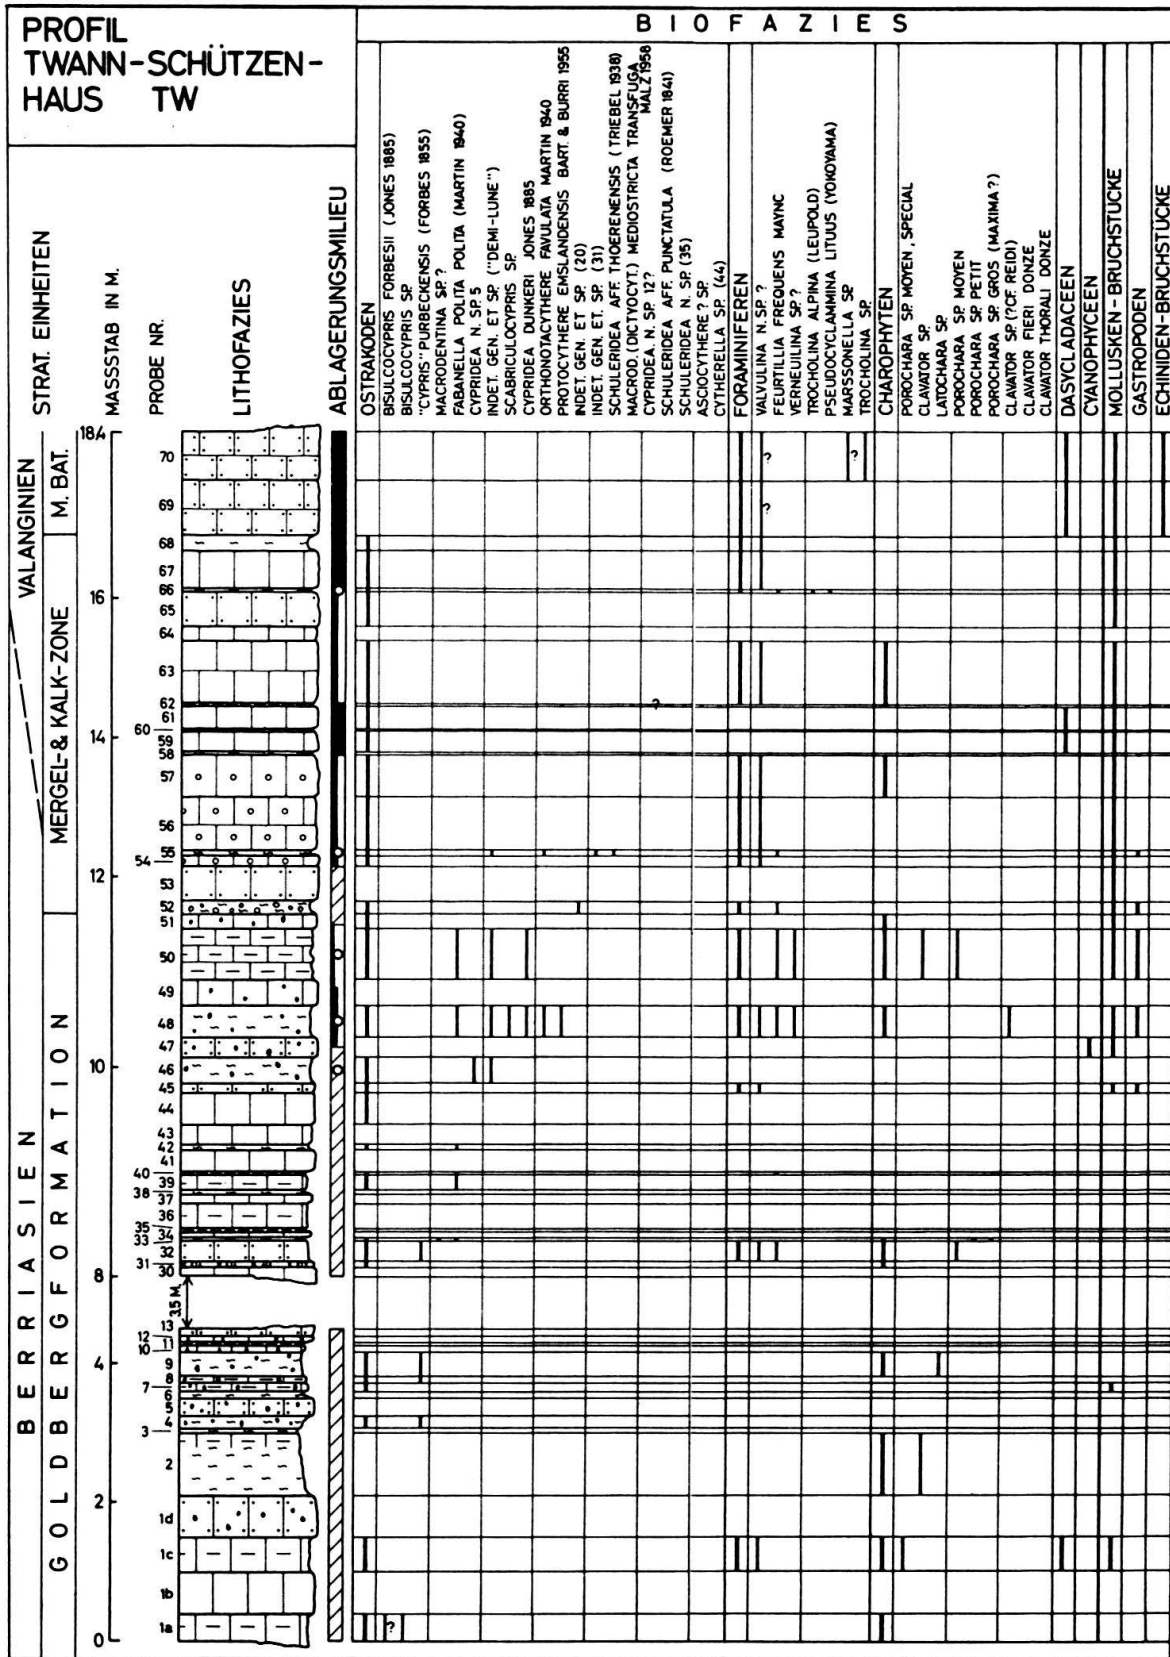 PROFIL
TWANN-SCHÜTZEN-
HAUS TW
BIOFAZIES
STRAT. EINHEITEN
MASSSTAB IN M.
PROBE NR.
LITHOFAZIES
ABLAGERUNGSMILIEU
OSTRAKODEN
BISULCOCYPRIS FORBESII (JONES 1885)
BISULCOCYPRIS SP.
"CYPRIS" PURBECKENSIS (FORBES 1855)
MACRODENTINA SP.?
FABANELLA POLITA POLITA (MARTIN 1940)
CYPRIDEA N. SP. 5
INDET. GEN. ET SP. ("DEMI-LUNE")
SCABRICULOCYPRIS SP.
CYPRIDEA DUNKERI JONES 1885
ORTHONOTACYTHERE FAVULATA MARTIN 1940
PROTOCYTHERE EMSLANDENSIS BART. & BURRI 1955
INDET. GEN. ET SP. (20)
INDET. GEN. ET. SP. (31)
SCHULERIDEA AFF. THOERENENSIS (TRIEBEL 1938)
MACROD. (DICTYOCYT.) MEDIOSTRICTA TRANSFUGA
MALZ 1958
CYPRIDEA N. SP. 12?
SCHULERIDEA AFF. PUNCTATULA (ROEMER 1841)
SCHULERIDEA N. SP. (35)
ASCIOCYTHERE ? SP.
CYTHERELLA SP. (44)
FORAMINIFEREN
VALVULINA N. SP. ?
FEURTILLIA FREQUENS MAYNC
VERNEUILINA SP. ?
TROCHOLINA ALPINA (LEUPOLD)
PSEUDOCYCLAMMINA LITUUS (YOKOYAMA)
MARSSONELLA SP.
TROCHOLINA SP.
CHAROPHYTEN
POROCHARA SP. MOYEN, SPECIAL
CLAVATOR SP.
LATOCHARA SP.
POROCHARA SP. MOYEN
POROCHARA SP. PETIT
POROCHARA SP. GROS (MAXIMA?)
CLAVATOR SP. (?CF. REIDI)
CLAVATOR FIERI DONZE
CLAVATOR THORALI DONZE
DASYCLADACEEN
CYANOPHYCEEN
MOLLUSKEN-BRUCHSTÜCKE
GASTROPODEN
ECHINIDEN-BRUCHSTÜCKE
VALANGINIEN
M. BAT.
MERGEL-& KALK-ZONE
BERRIASIEN
GOLDBERGFORMATION
18,4
70
?
?
69
?
68
67
66
16
65
64
63
62
?
61
60
14
59
58
57
56
55
54
12
53
52
51
50
49
48
47
10
46
45
44
43
42
41
40
39
38
37
36
35
34
33
32
31
8
30
3.5 M.
13
12
11
10
4
9
8
7
6
5
4
3
2
2
1d
1c
1b
1a
?
0